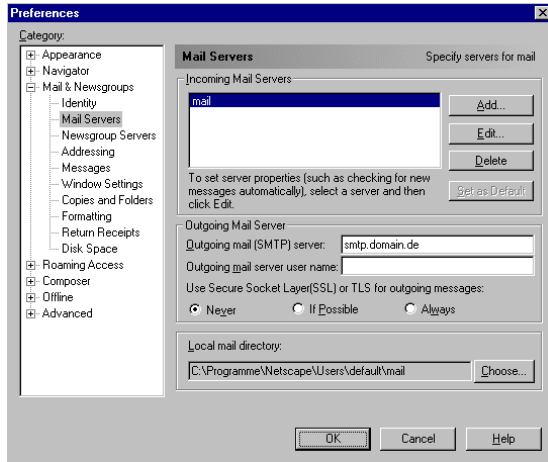 Preferences
Category:
Appearance
Navigator
Mail & Newsgroups
Identity
Mail Servers
Newsgroup Servers
Addressing
Messages
Window Settings
Copies and Folders
Formatting
Return Receipts
Disk Space
Roaming Access
Composer
Offline
Advanced
Mail Servers Specify servers for mail
Incoming Mail Servers
mail
Add...
Edit...
Delete
Set as Default
To set server properties (such as checking for new
messages automatically), select a server and then
click Edit.
Outgoing Mail Server
Outgoing mail (SMTP) server: smtp.domain.de
Outgoing mail server user name:
Use Secure Socket Layer(SSL) or TLS for outgoing messages:
Never If Possible Always
Local mail directory:
C:\Programme\Netscape\Users\default\mail Choose...
OK Cancel Help